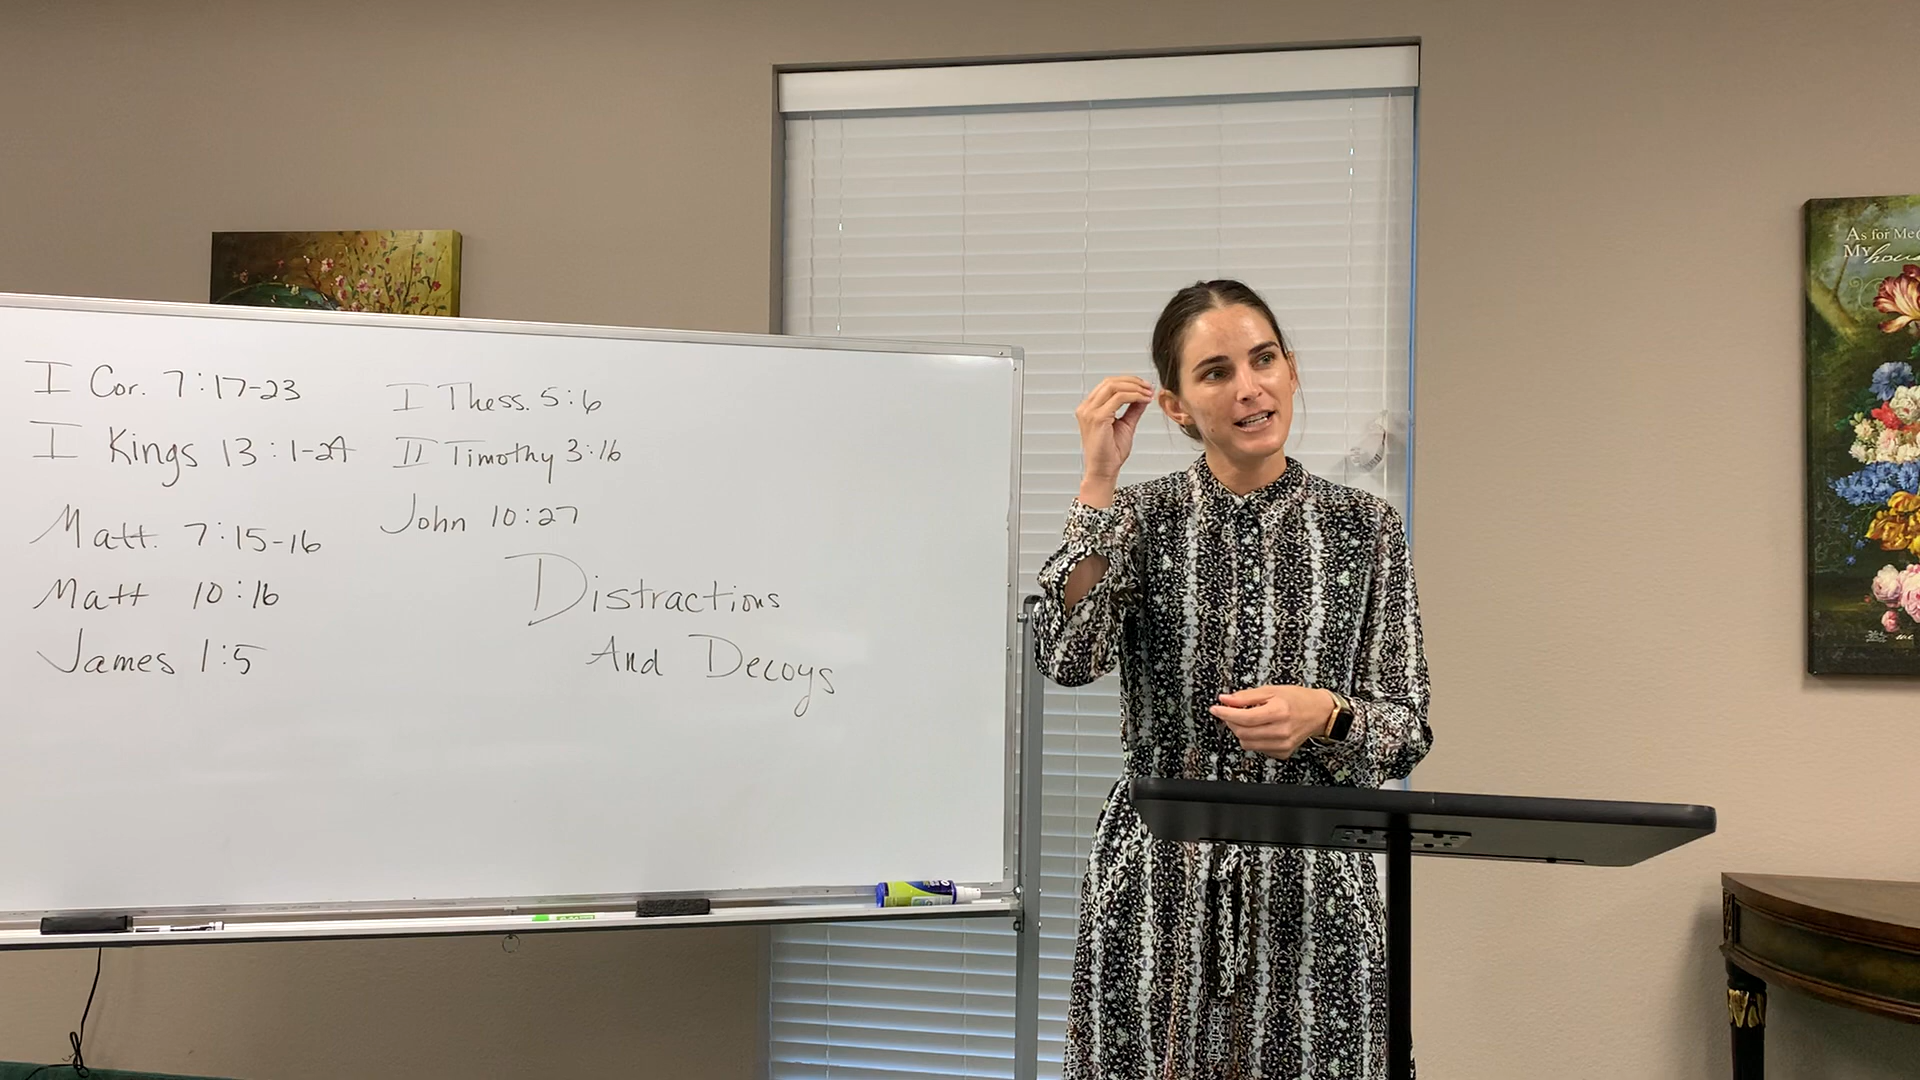 I Cor. 7:17-23
I Kings 13:1-24
Matt. 7:15-16
Matt 10:16
James 1:5
I Thess. 5:6
II Timothy 3:16
John 10:27
Distractions
And Decoys
As for Me
My hous